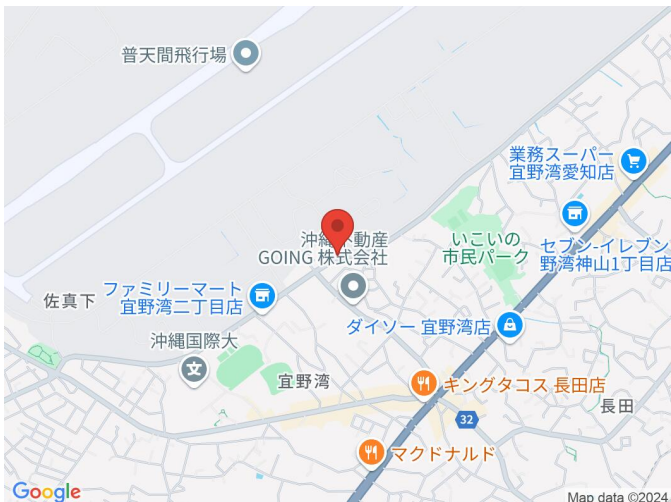 普天間飛行場
業務スーパー
宜野湾愛知店
沖縄不動産
GOING 株式会社
いこいの
市民パーク
セブン-イレブン
野湾神山1丁目店
ファミリーマート
宜野湾二丁目店
佐真下
ダイソー 宜野湾店
沖縄国際大
宜野湾
キングタコス 長田店
長田
32
マクドナルド
Google
Map data ©2024